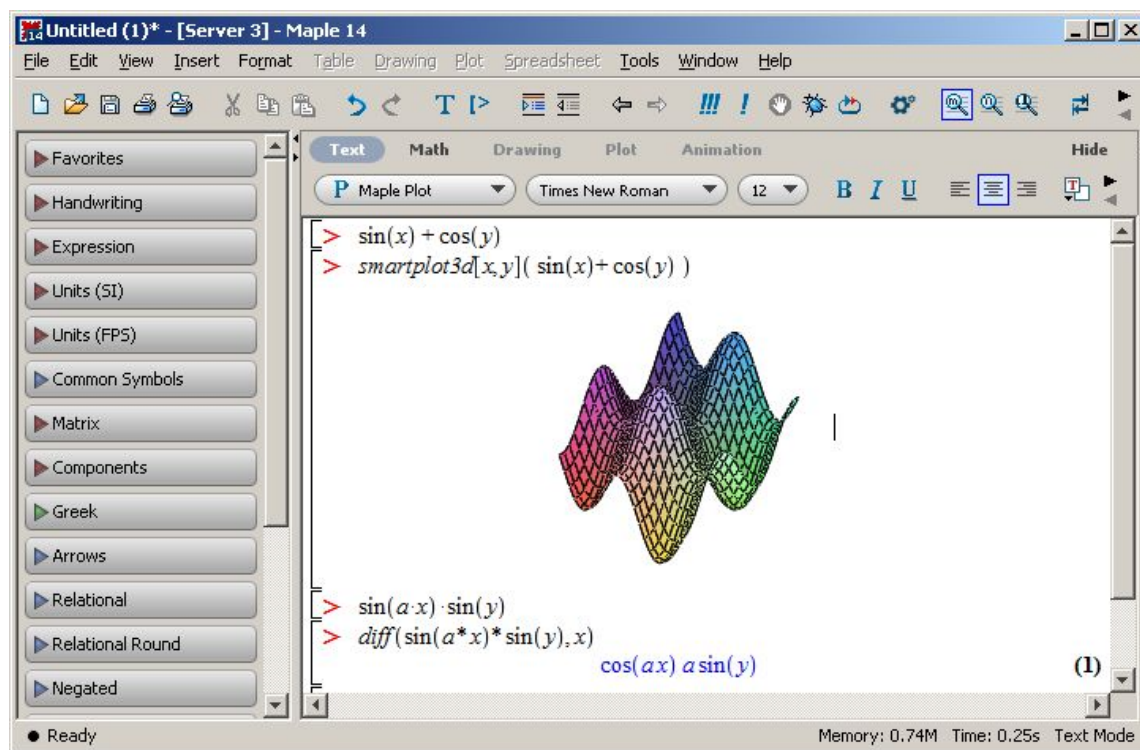 Untitled (1)* - [Server 3] - Maple 14
File Edit View Insert Format Table Drawing Plot Spreadsheet Tools Window Help
Favorites
Handwriting
Expression
Units (SI)
Units (FPS)
Common Symbols
Matrix
Components
Greek
Arrows
Relational
Relational Round
Negated
Text Math Drawing Plot Animation Hide
P Maple Plot Times New Roman 12 B I U
> sin(x) + cos(y)
> smartplot3d[x, y]( sin(x)+ cos(y) )
> sin(a·x)·sin(y)
> diff(sin(a*x)*sin(y), x)
cos(a x) a sin(y) (1)
Ready Memory: 0.74M Time: 0.25s Text Mode